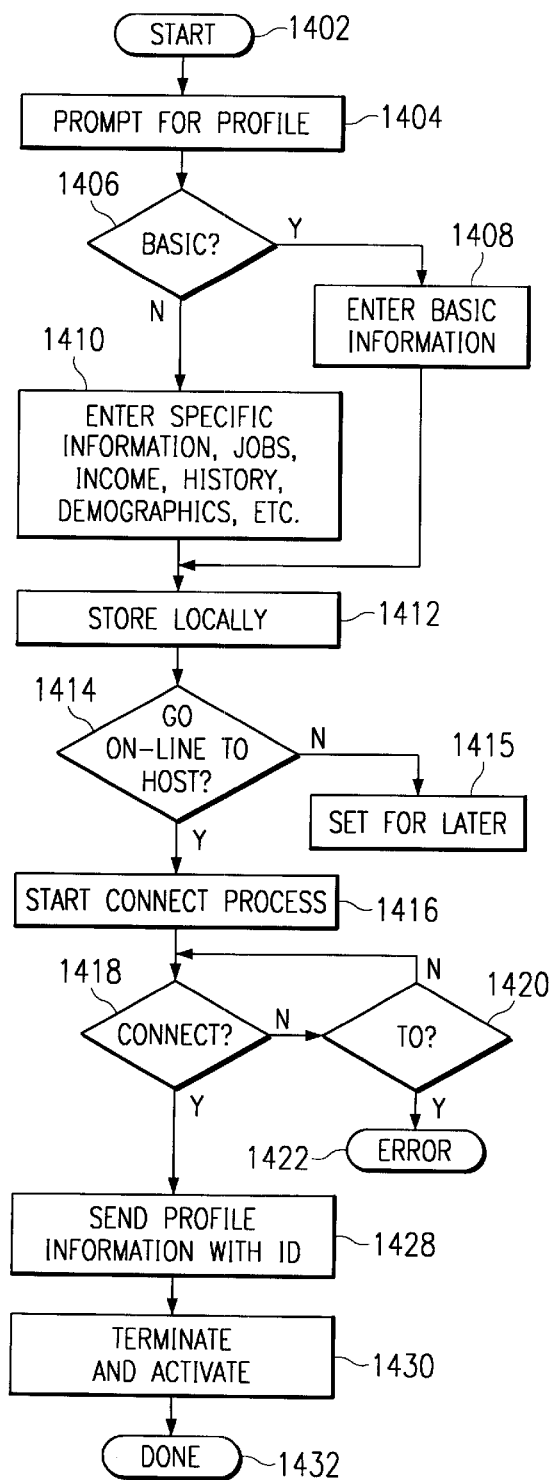 START
1402
PROMPT FOR PROFILE
1404
1406
BASIC?
Y
N
1408
ENTER BASIC
INFORMATION
1410
ENTER SPECIFIC
INFORMATION, JOBS,
INCOME, HISTORY,
DEMOGRAPHICS, ETC.
STORE LOCALLY
1412
1414
GO
ON-LINE TO
HOST?
N
Y
1415
SET FOR LATER
START CONNECT PROCESS
1416
1418
CONNECT?
N
Y
N
1420
TO?
Y
1422
ERROR
SEND PROFILE
INFORMATION WITH ID
1428
TERMINATE
AND ACTIVATE
1430
DONE
1432